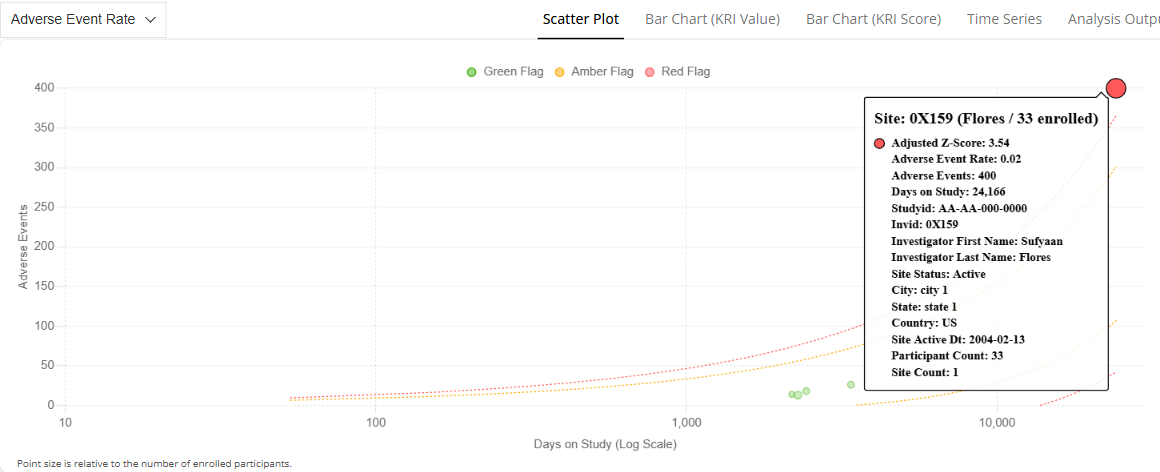 Adverse Event Rate
Scatter Plot Bar Chart (KRI Value) Bar Chart (KRI Score) Time Series Analysis Outp
Green Flag Amber Flag Red Flag
400
350
300
250
200
150
100
50
0
Adverse Events
10 100 1,000 10,000
Days on Study (Log Scale)
Site: 0X159 (Flores / 33 enrolled)
Adjusted Z-Score: 3.54
Adverse Event Rate: 0.02
Adverse Events: 400
Days on Study: 24,166
Studyid: AA-AA-000-0000
Invid: 0X159
Investigator First Name: Sufyaan
Investigator Last Name: Flores
Site Status: Active
City: city 1
State: state 1
Country: US
Site Active Dt: 2004-02-13
Participant Count: 33
Site Count: 1
Point size is relative to the number of enrolled participants.